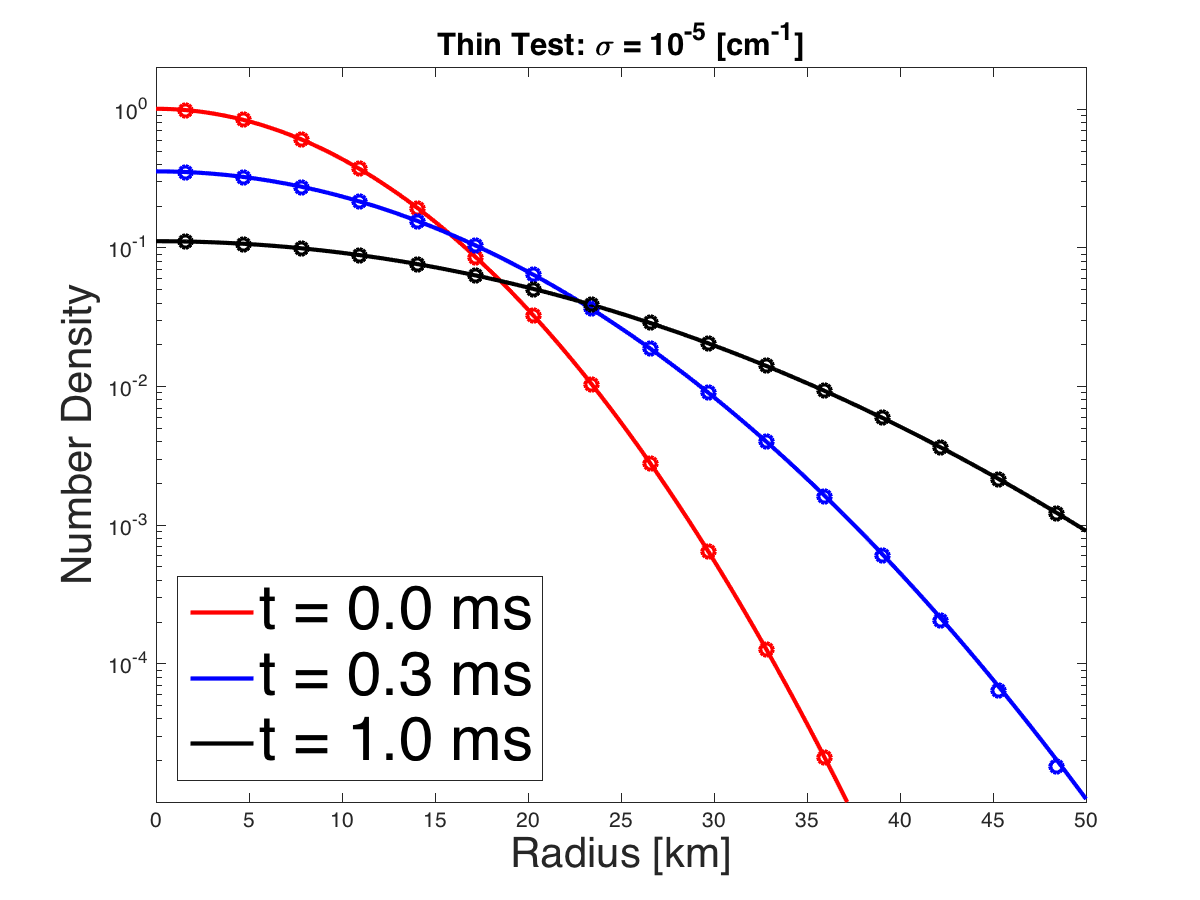 Thin Test: σ = 10⁻⁵ [cm⁻¹]
Number Density
10⁰
10⁻¹
10⁻²
10⁻³
10⁻⁴
t = 0.0 ms
t = 0.3 ms
t = 1.0 ms
0 5 10 15 20 25 30 35 40 45 50
Radius [km]